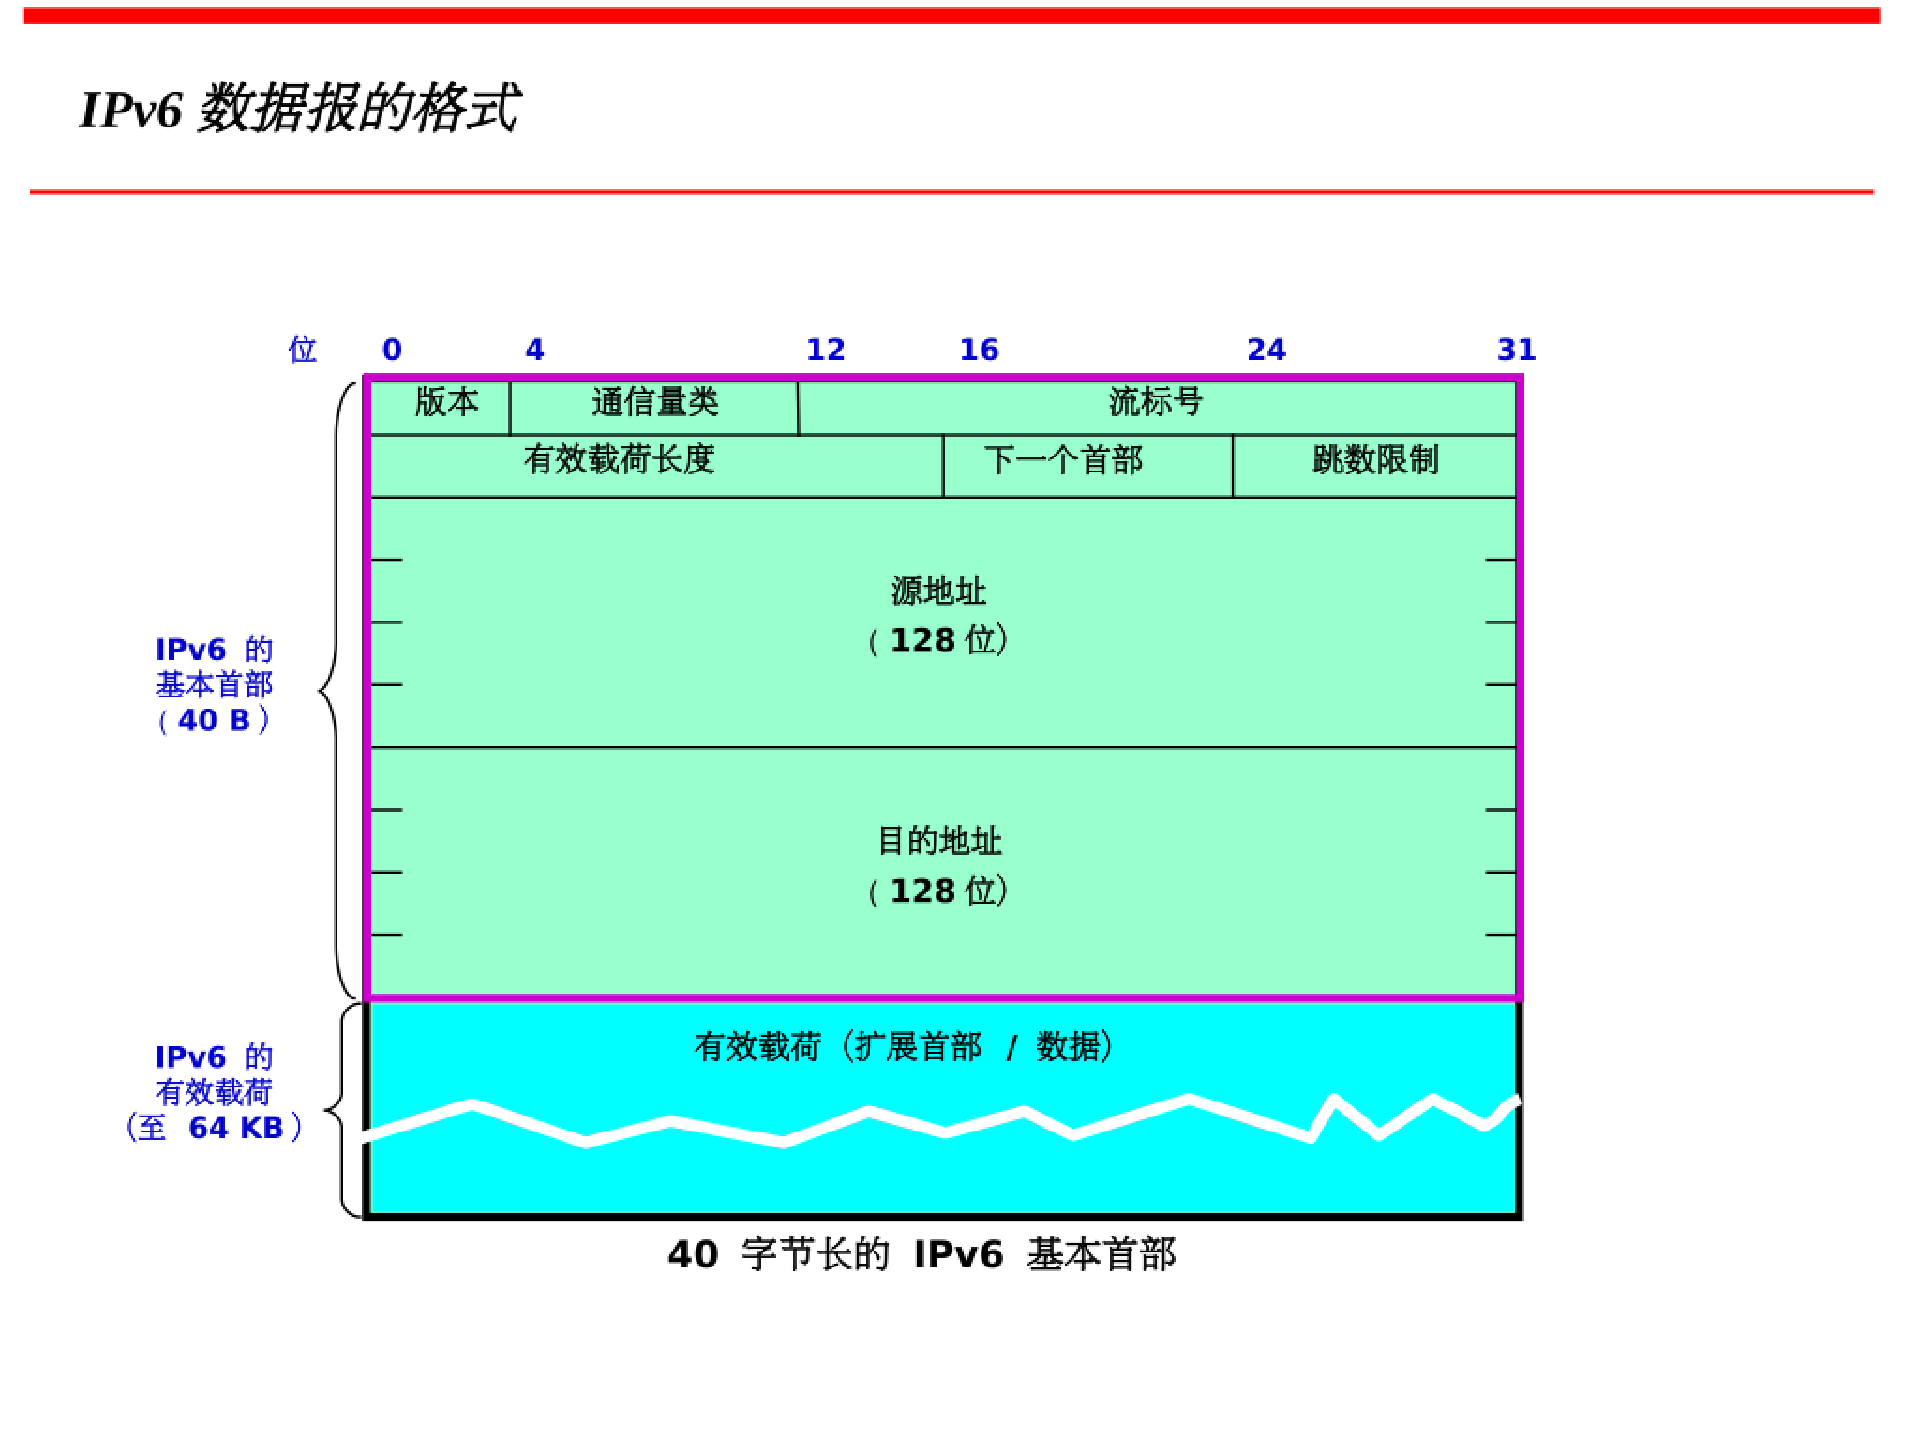 IPv6 数据报的格式
位 0 4 12 16 24 31
版本 通信量类 流标号
有效载荷长度 下一个首部 跳数限制
源地址
( 128 位)
IPv6 的
基本首部
( 40 B )
目的地址
( 128 位)
有效载荷（扩展首部 / 数据）
IPv6 的
有效载荷
（至 64 KB )
40 字节长的 IPv6 基本首部